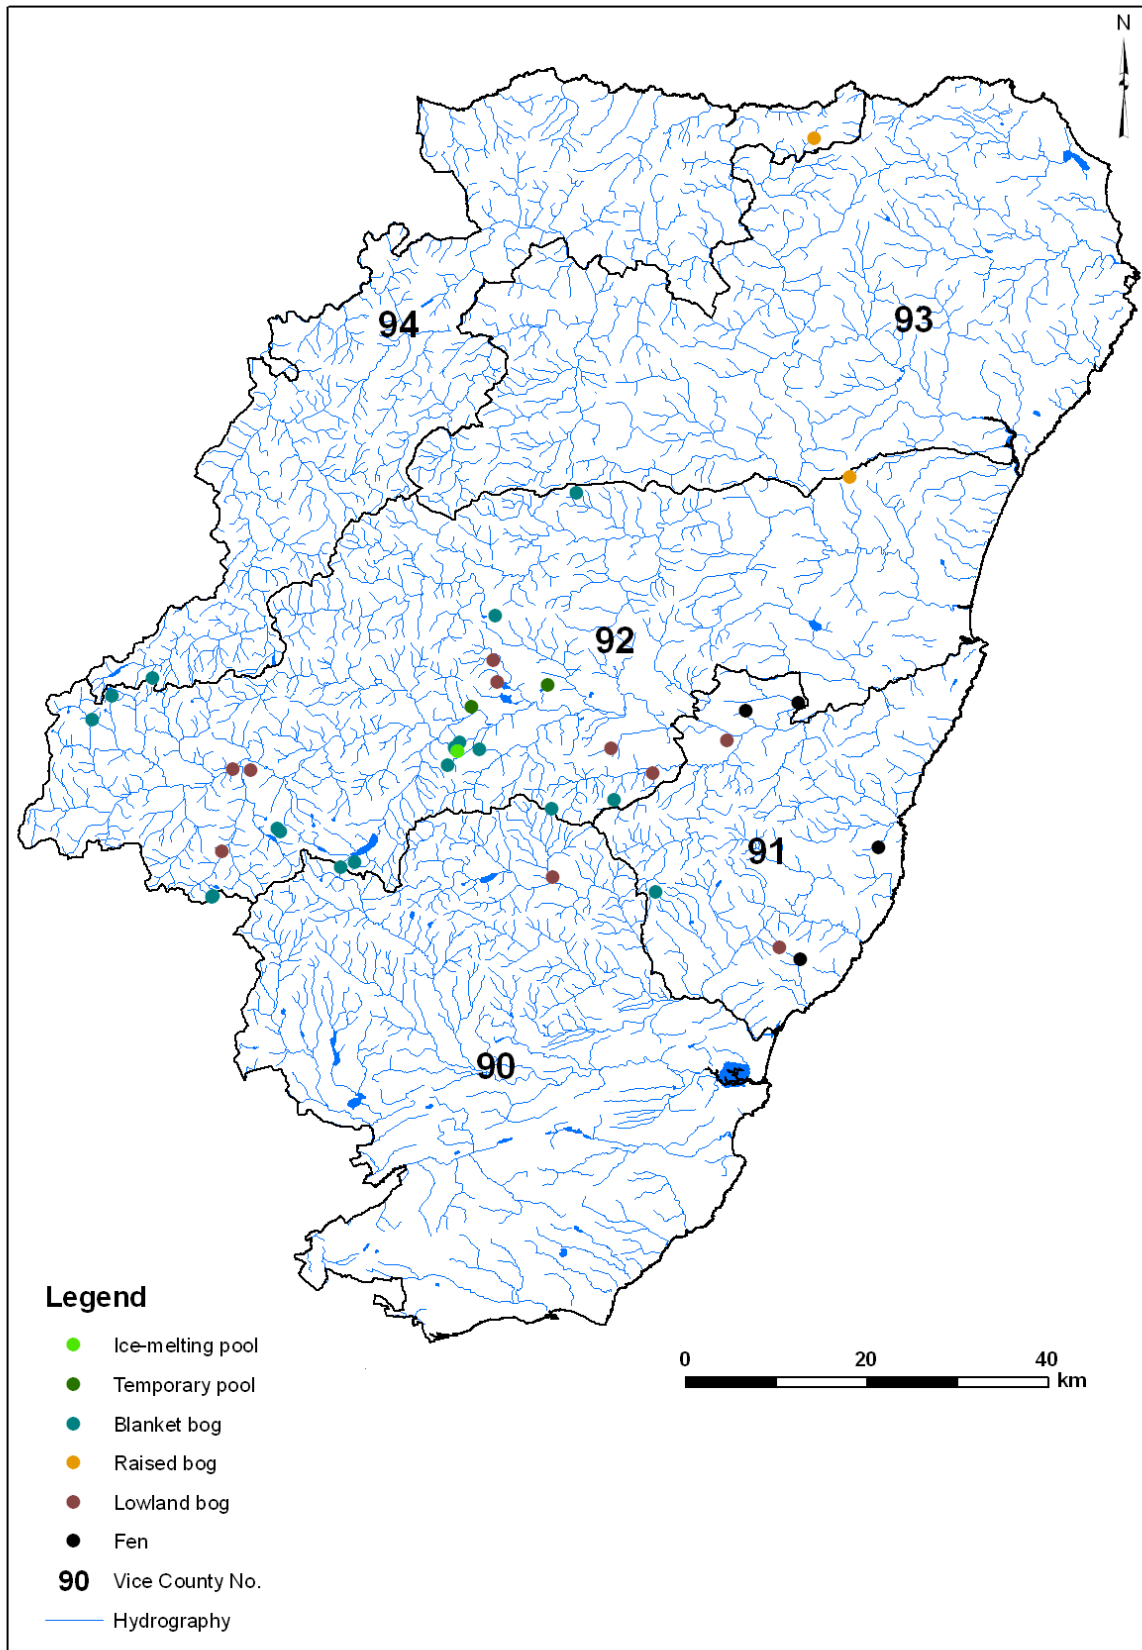 N
94
93
92
91
90
Legend
Ice-melting pool
Temporary pool
Blanket bog
Raised bog
Lowland bog
Fen
90 Vice County No.
Hydrography
0 20 40
km